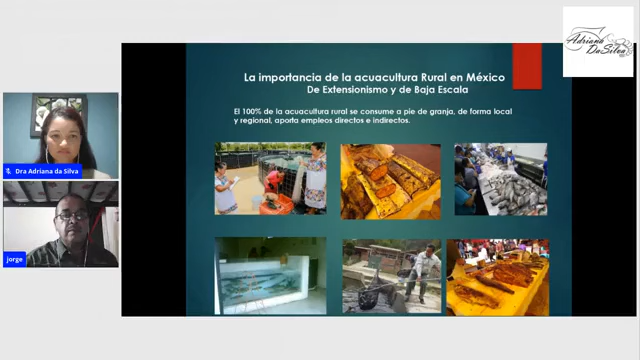 Adriana
DaSilva
La importancia de la acuacultura Rural en México
De Extensionismo y de Baja Escala
El 100% de la acuacultura rural se consume a pie de granja, de forma local
y regional, aporta empleos directos e indirectos.
Dra Adriana da Silva
jorge